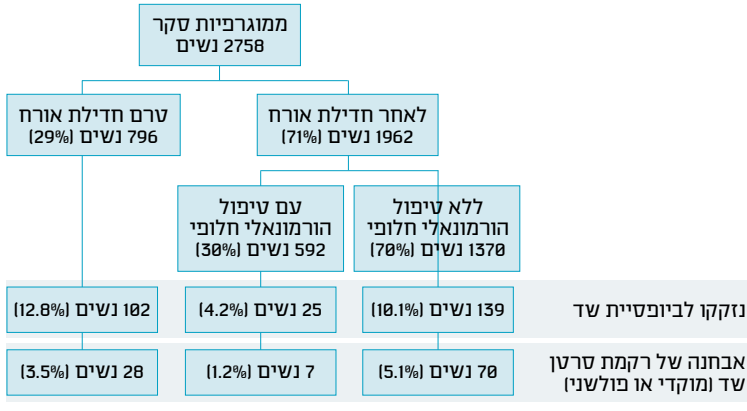 ממוגרפיות סקר
2758 נשים
לאחר חדילת אורח
1962 נשים (71%)
טרם חדילת אורח
796 נשים (29%)
ללא טיפול
הורמונאלי חלופי
1370 נשים (70%)
עם טיפול
הורמונאלי חלופי
592 נשים (30%)
נזקקו לביופסיית שד
139 נשים (10.1%)
25 נשים (4.2%)
102 נשים (12.8%)
אבחנה של רקמת סרטן
שד (מוקדי או פולשני)
70 נשים (5.1%)
7 נשים (1.2%)
28 נשים (3.5%)